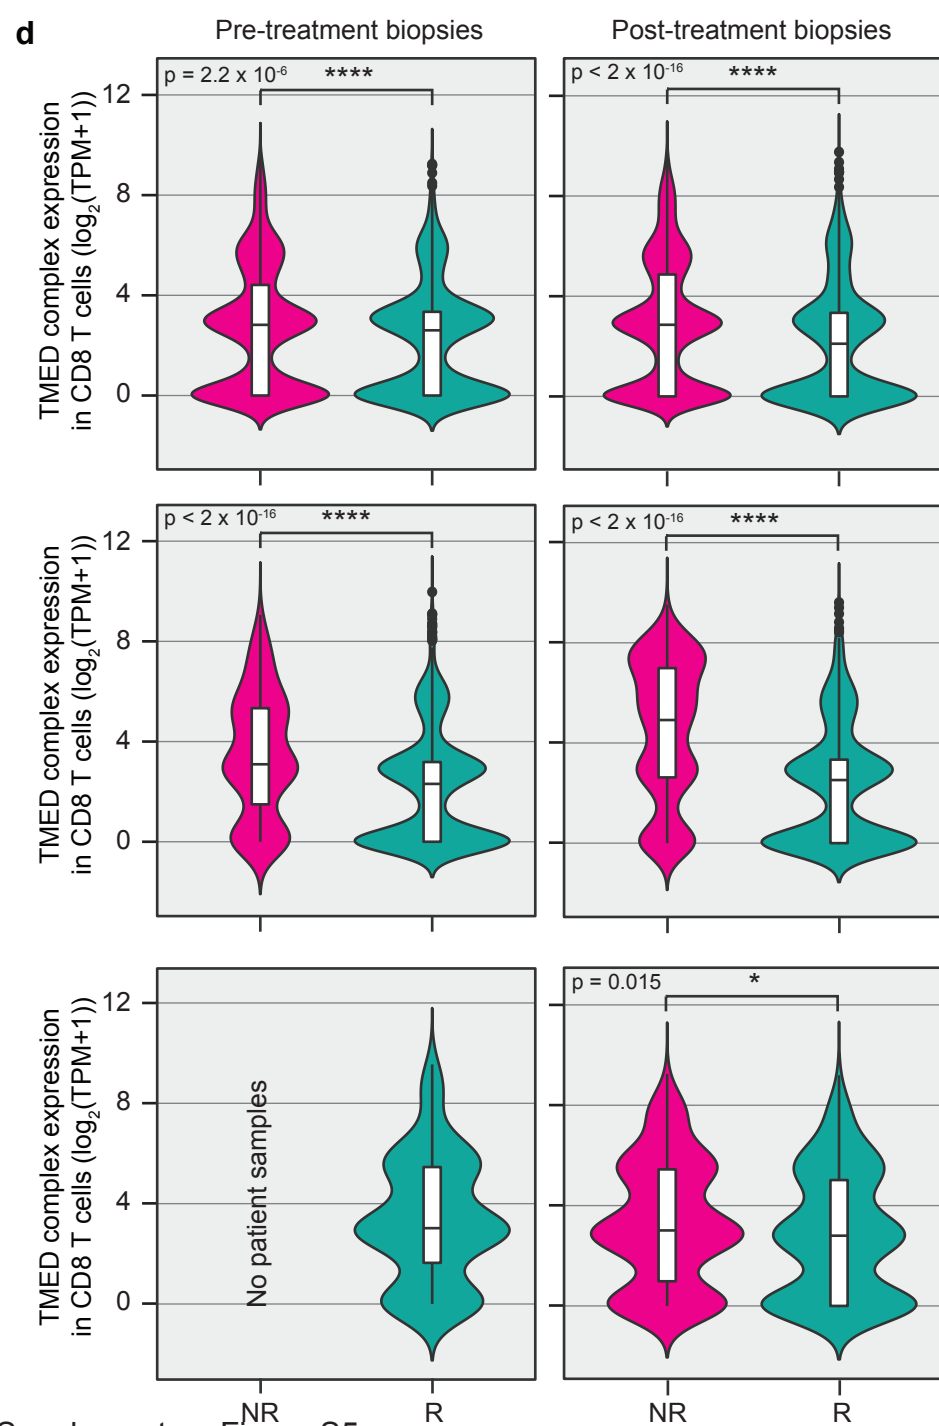 d
Pre-treatment biopsies
Post-treatment biopsies
TMED complex expression
in CD8 T cells (log2(TPM+1))
12
8
4
0
p = 2.2 x 10-6
****
p < 2 x 10-16
****
TMED complex expression
in CD8 T cells (log2(TPM+1))
12
8
4
0
p < 2 x 10-16
****
p < 2 x 10-16
****
TMED complex expression
in CD8 T cells (log2(TPM+1))
12
8
4
0
No patient samples
p = 0.015
*
NR
R
NR
R